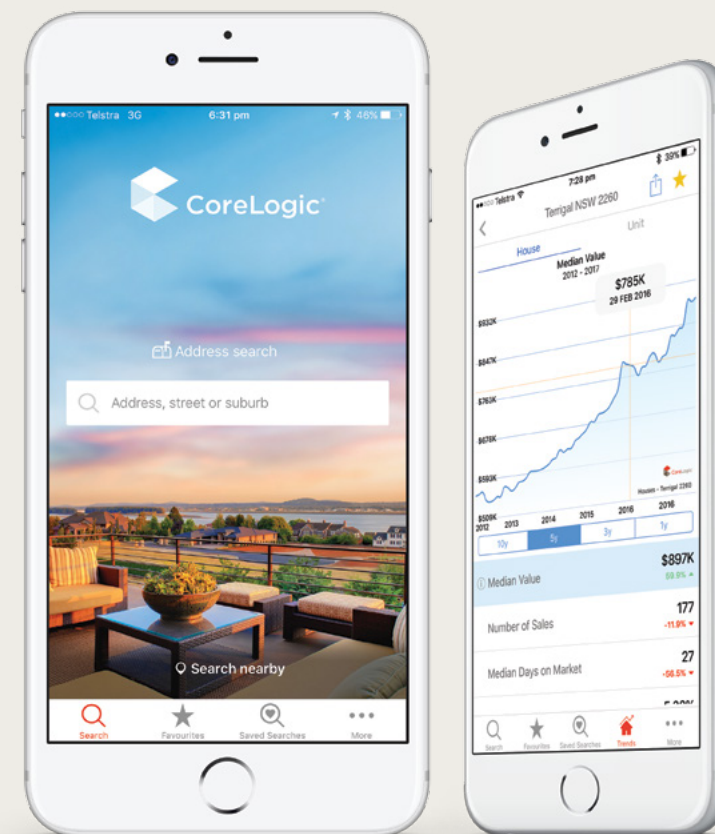 Telstra 3G 6:31 pm 46%
CoreLogic
Address search
Address, street or suburb
Search nearby
Search Favourites Saved Searches More
Telstra 7:28 pm 39%
Terrigal NSW 2260
House Unit
Median Value
2012 - 2017
$785K
29 FEB 2016
$933K
$847K
$763K
$678K
$593K
CoreLogic
Houses - Terrigal 2260
$509K
2012 2013 2014 2015 2016 2016
10y 5y 3y 1y
Median Value $897K
59.9%
Number of Sales 177
-11.9%
Median Days on Market 27
-56.5%
Search Favourites Saved Searches Trends More